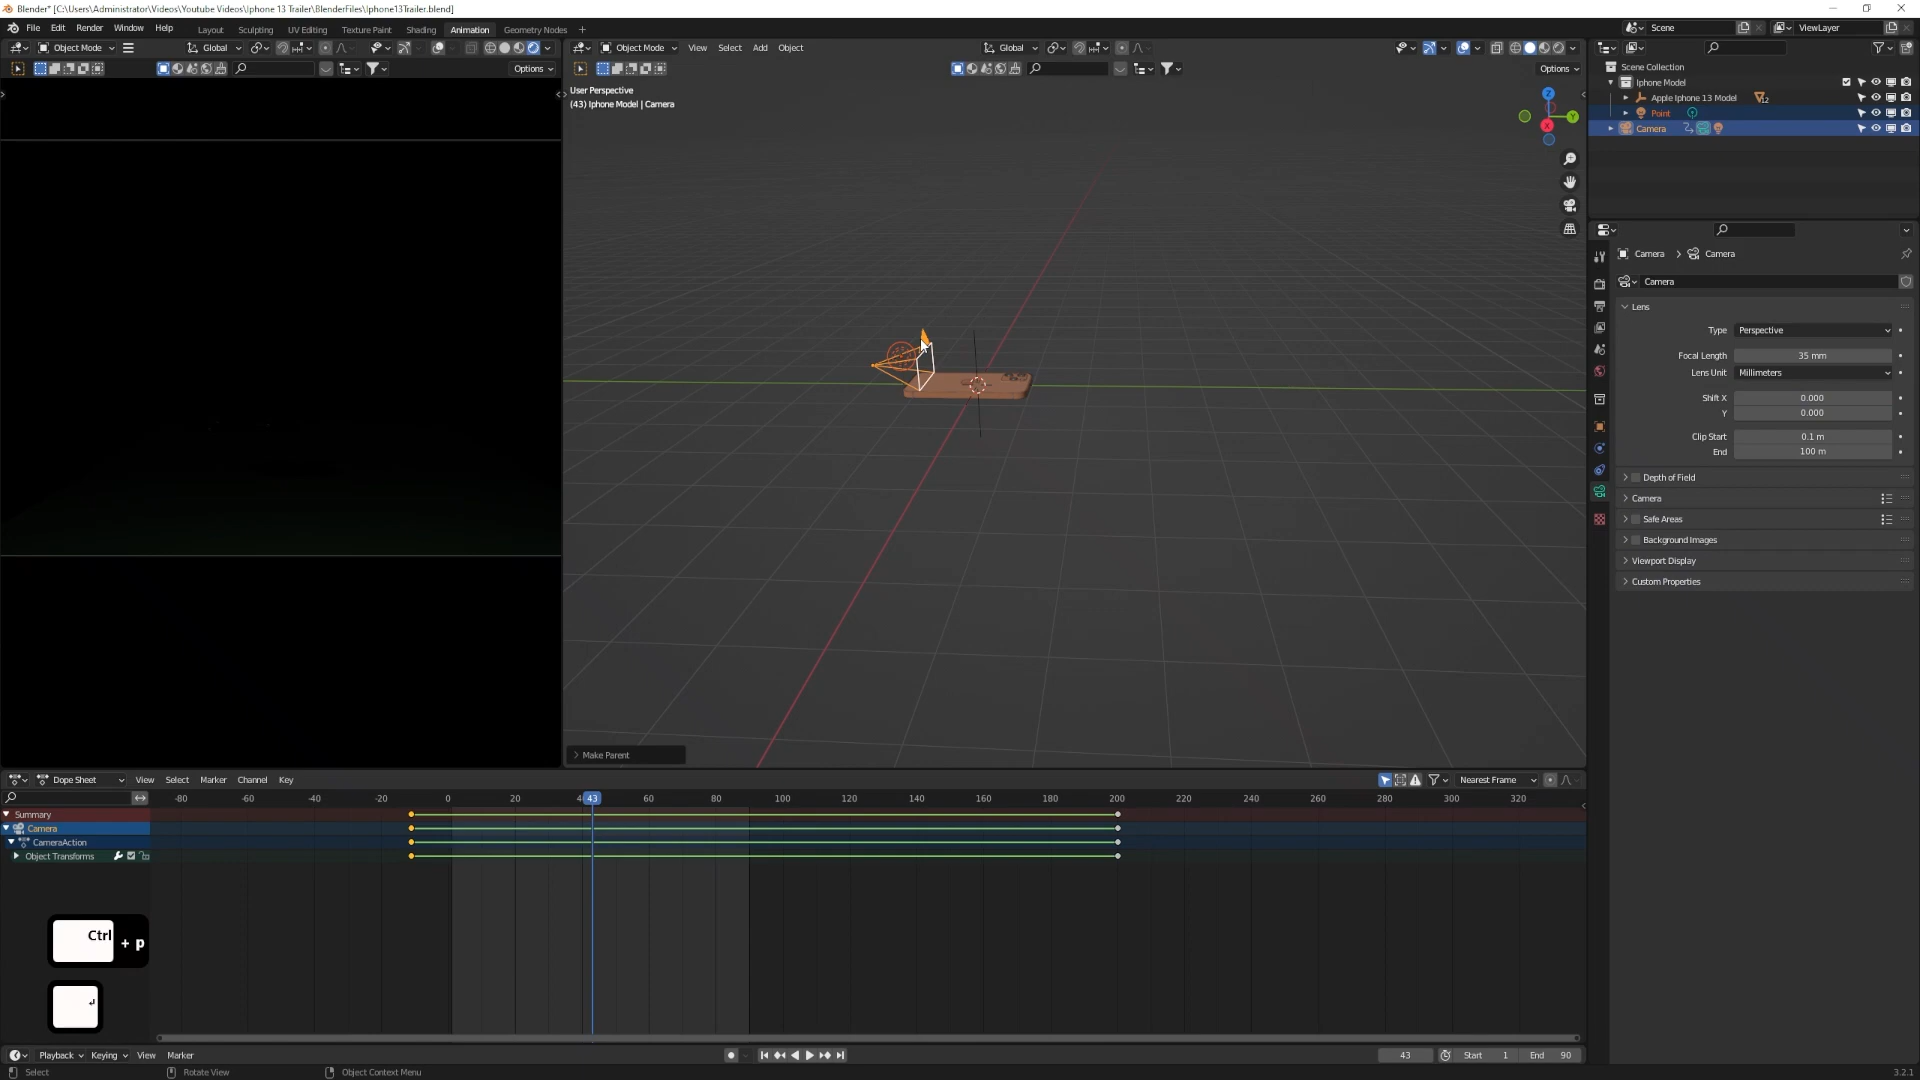 Blender* [C:\Users\Administrator\Videos\Youtube Videos\Iphone 13 Trailer\BlenderFiles\Iphone13Trailer.blend]
File Edit Render Window Help Layout Sculpting UV Editing Texture Paint Shading Animation Geometry Nodes + Scene ViewLayer
Object Mode Global Object Mode View Select Add Object Global
Options Options
Scene Collection
Iphone Model
Apple Iphone 13 Model 12
Point
Camera
User Perspective
(43) Iphone Model | Camera
Z
Y
X
Camera > Camera
Camera
Lens
Type Perspective
Focal Length 35 mm
Lens Unit Millimeters
Shift X 0.000
Y 0.000
Clip Start 0.1 m
End 100 m
Depth of Field
Camera
Safe Areas
Background Images
Viewport Display
Custom Properties
Make Parent
Dope Sheet View Select Marker Channel Key Nearest Frame
-80 -60 -40 -20 0 20 4 43 60 80 100 120 140 160 180 200 220 240 260 280 300 320
Summary
Camera
CameraAction
Object Transforms
Ctrl + p
Playback Keying View Marker 43 Start 1 End 90
Select Rotate View Object Context Menu 3.2.1